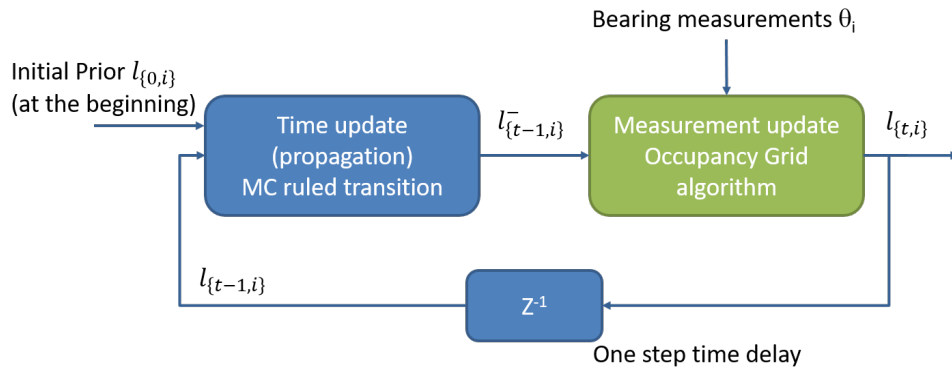 Bearing measurements θi
Initial Prior l{0,i}
(at the beginning)
Time update
(propagation)
MC ruled transition
l⁻{t−1,i}
Measurement update
Occupancy Grid
algorithm
l{t,i}
l{t−1,i}
Z-1
One step time delay